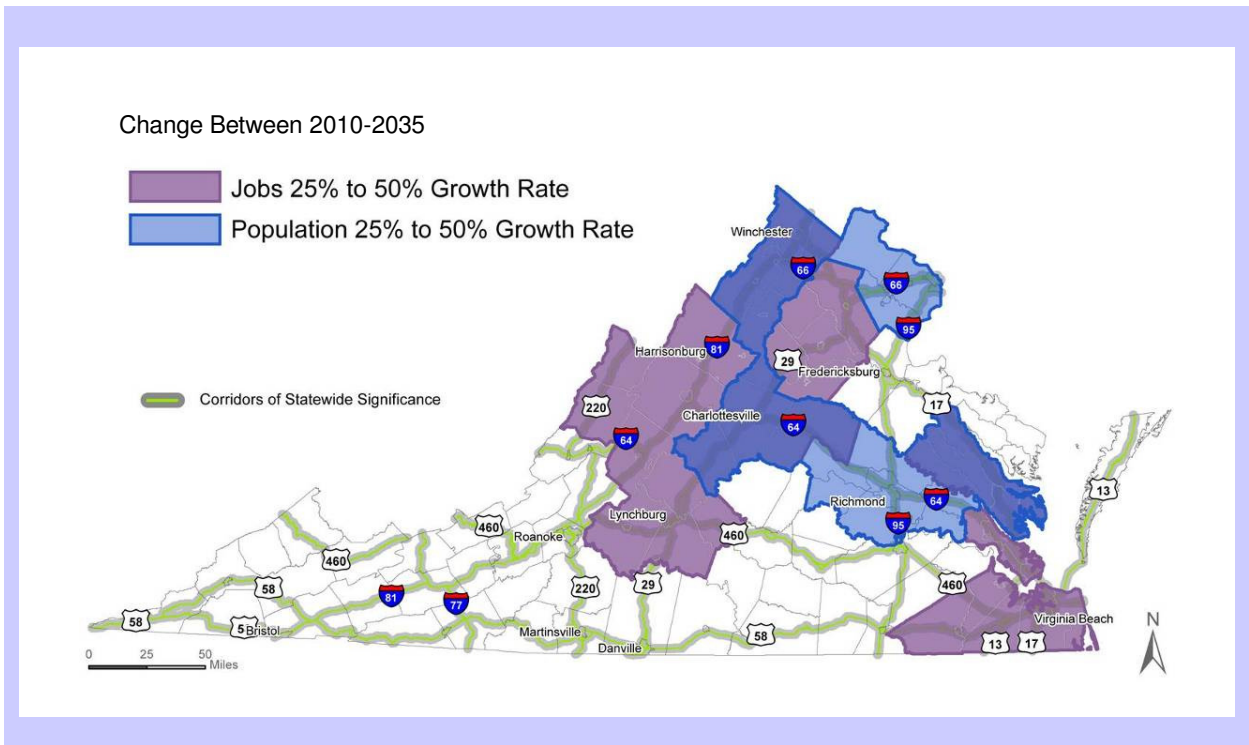 Change Between 2010-2035
Jobs 25% to 50% Growth Rate
Population 25% to 50% Growth Rate
Winchester
66
66
95
Harrisonburg
81
29
Fredericksburg
Corridors of Statewide Significance
220
17
Charlottesville
64
64
13
Richmond
64
Lynchburg
95
460
460
Roanoke
460
58
220
29
460
81
77
58
5
Bristol
Martinsville
58
Virginia Beach
N
Danville
13
17
0 25 50
Miles